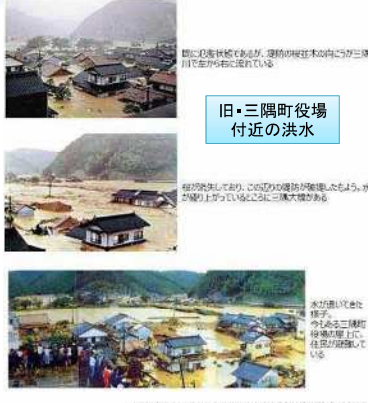 既に氾濫状態であるが、堤防の桜並木の向こうが三隅
川で左から右に流れている
旧・三隅町役場
付近の洪水
桜が消失しており、この辺りの堤防が破堤したもよう。水
が盛り上がっているところに三隅大橋がある
水が退いてきた
様子。
今もある三隅町
役場の屋上に、
住民が避難して
いる